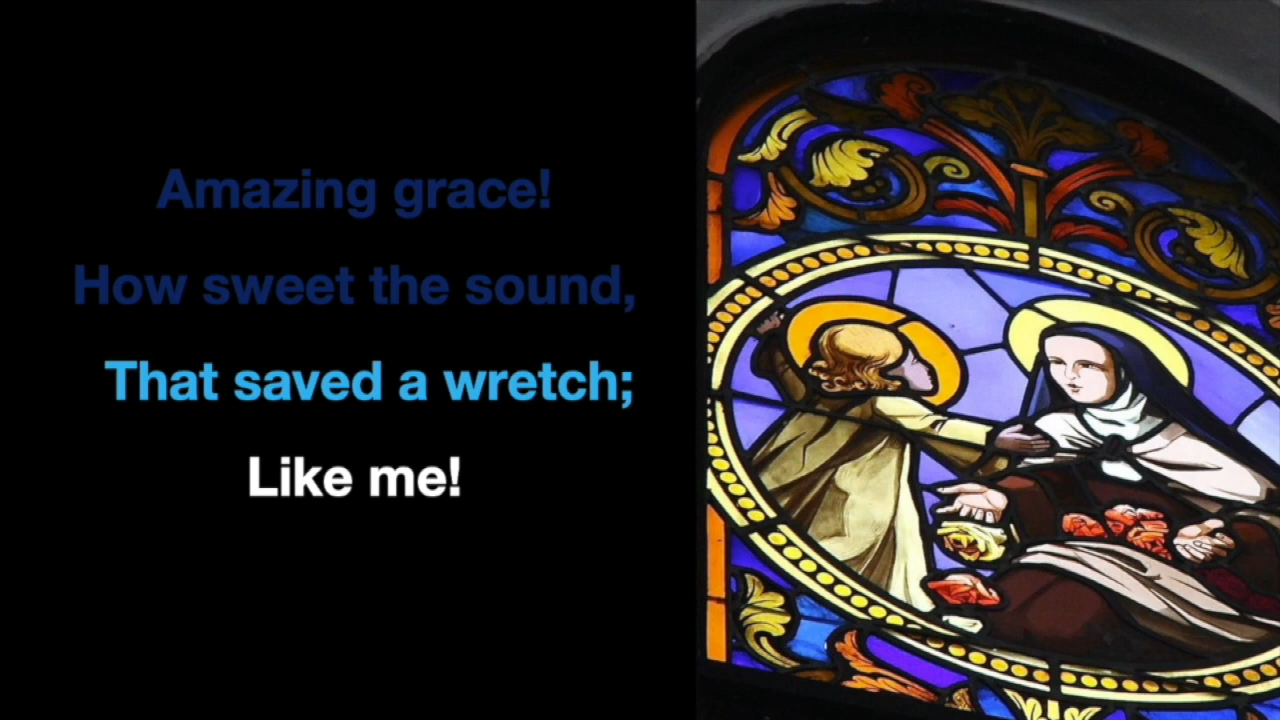 Amazing grace!
How sweet the sound,
That saved a wretch;
Like me!